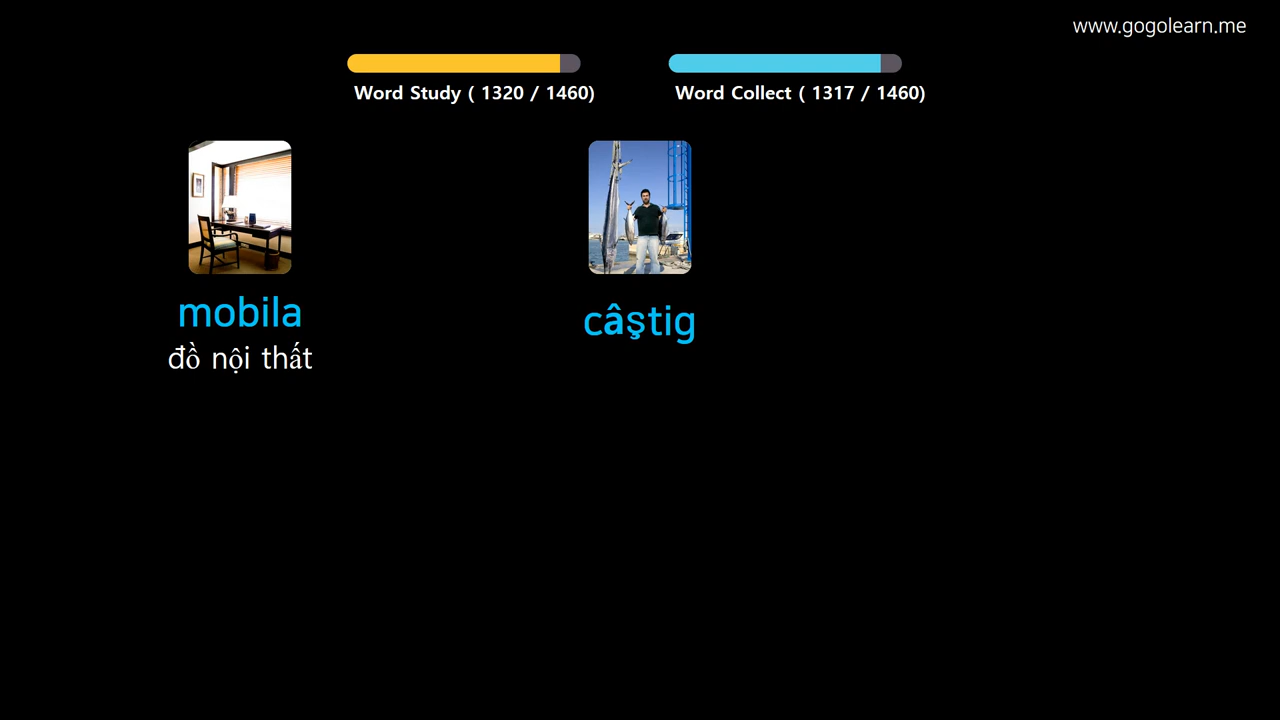 www.gogolearn.me
Word Study ( 1320 / 1460)
Word Collect ( 1317 / 1460)
mobila
đồ nội thất
câştig